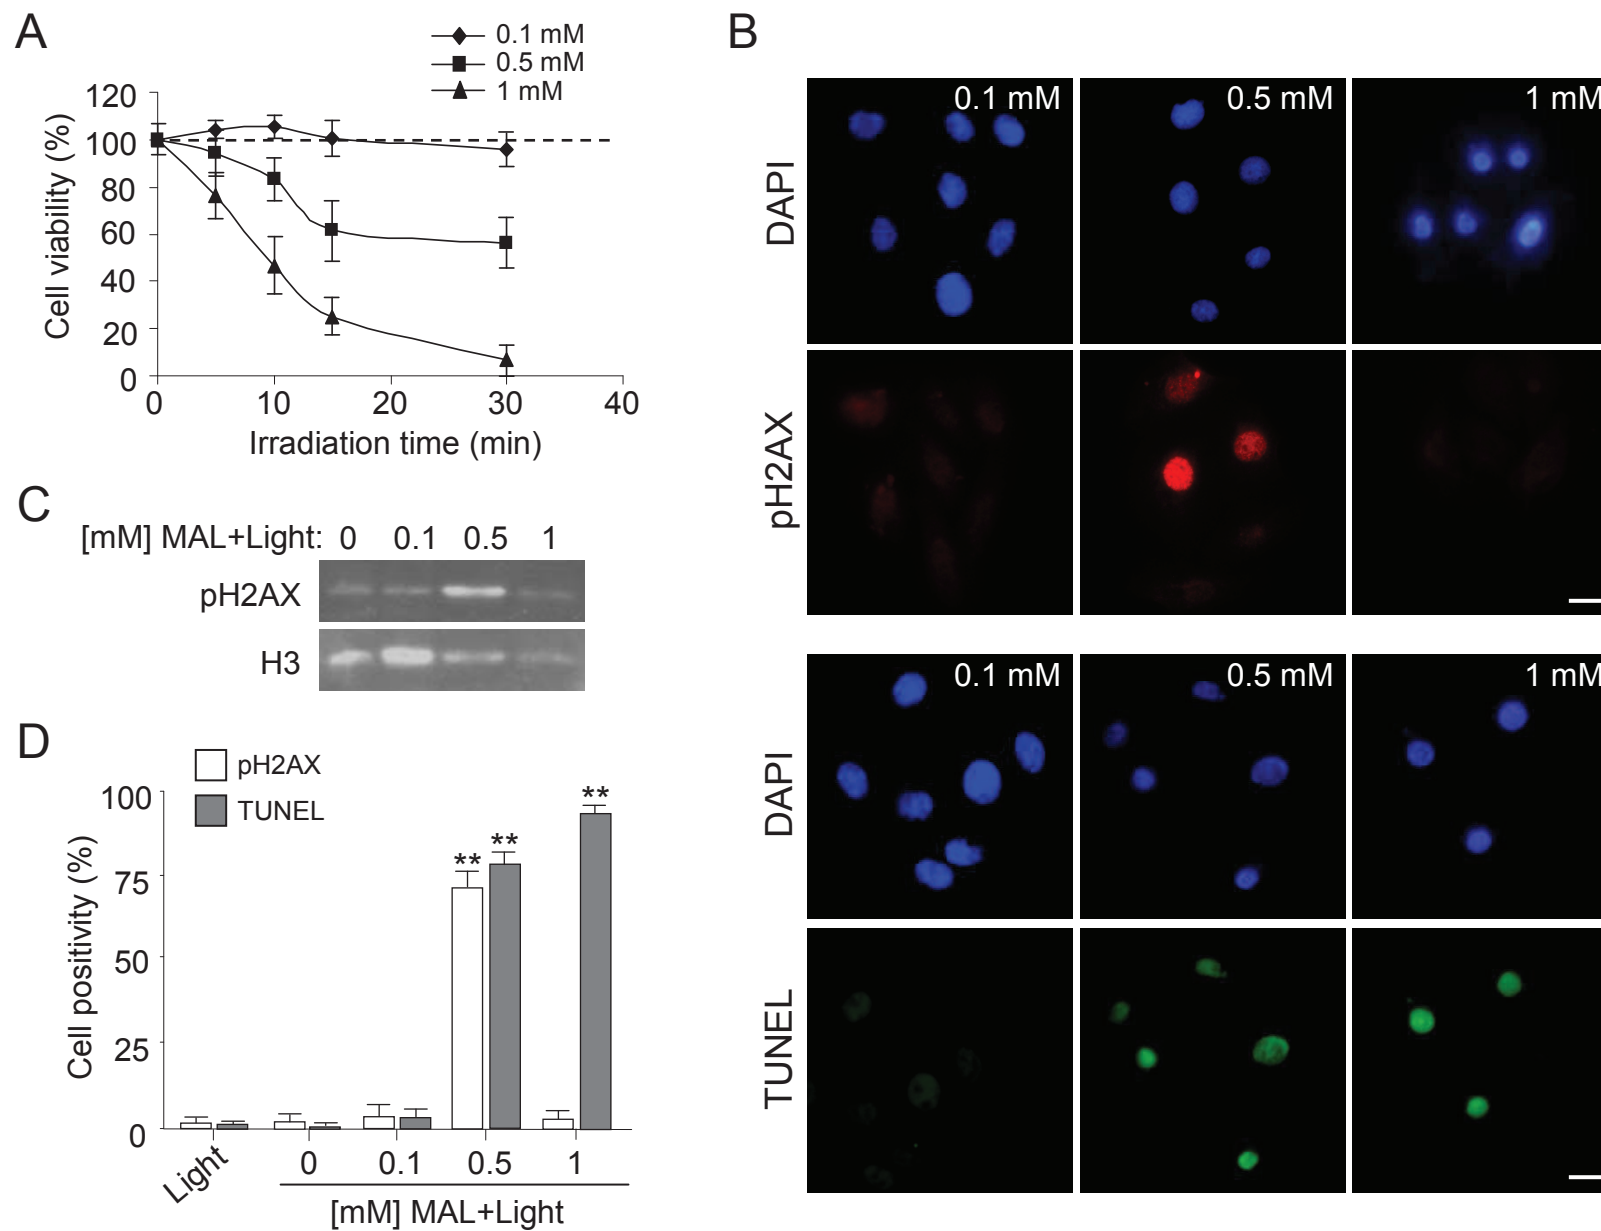 A
0.1 mM
0.5 mM
1 mM
120
100
80
60
40
20
0
0 10 20 30 40
Cell viability (%)
Irradiation time (min)
B
0.1 mM 0.5 mM 1 mM
DAPI
pH2AX
0.1 mM 0.5 mM 1 mM
DAPI
TUNEL
C
[mM] MAL+Light: 0 0.1 0.5 1
pH2AX
H3
D
pH2AX
TUNEL
100
75
50
25
0
Cell positivity (%)
** ** **
Light 0 0.1 0.5 1
[mM] MAL+Light